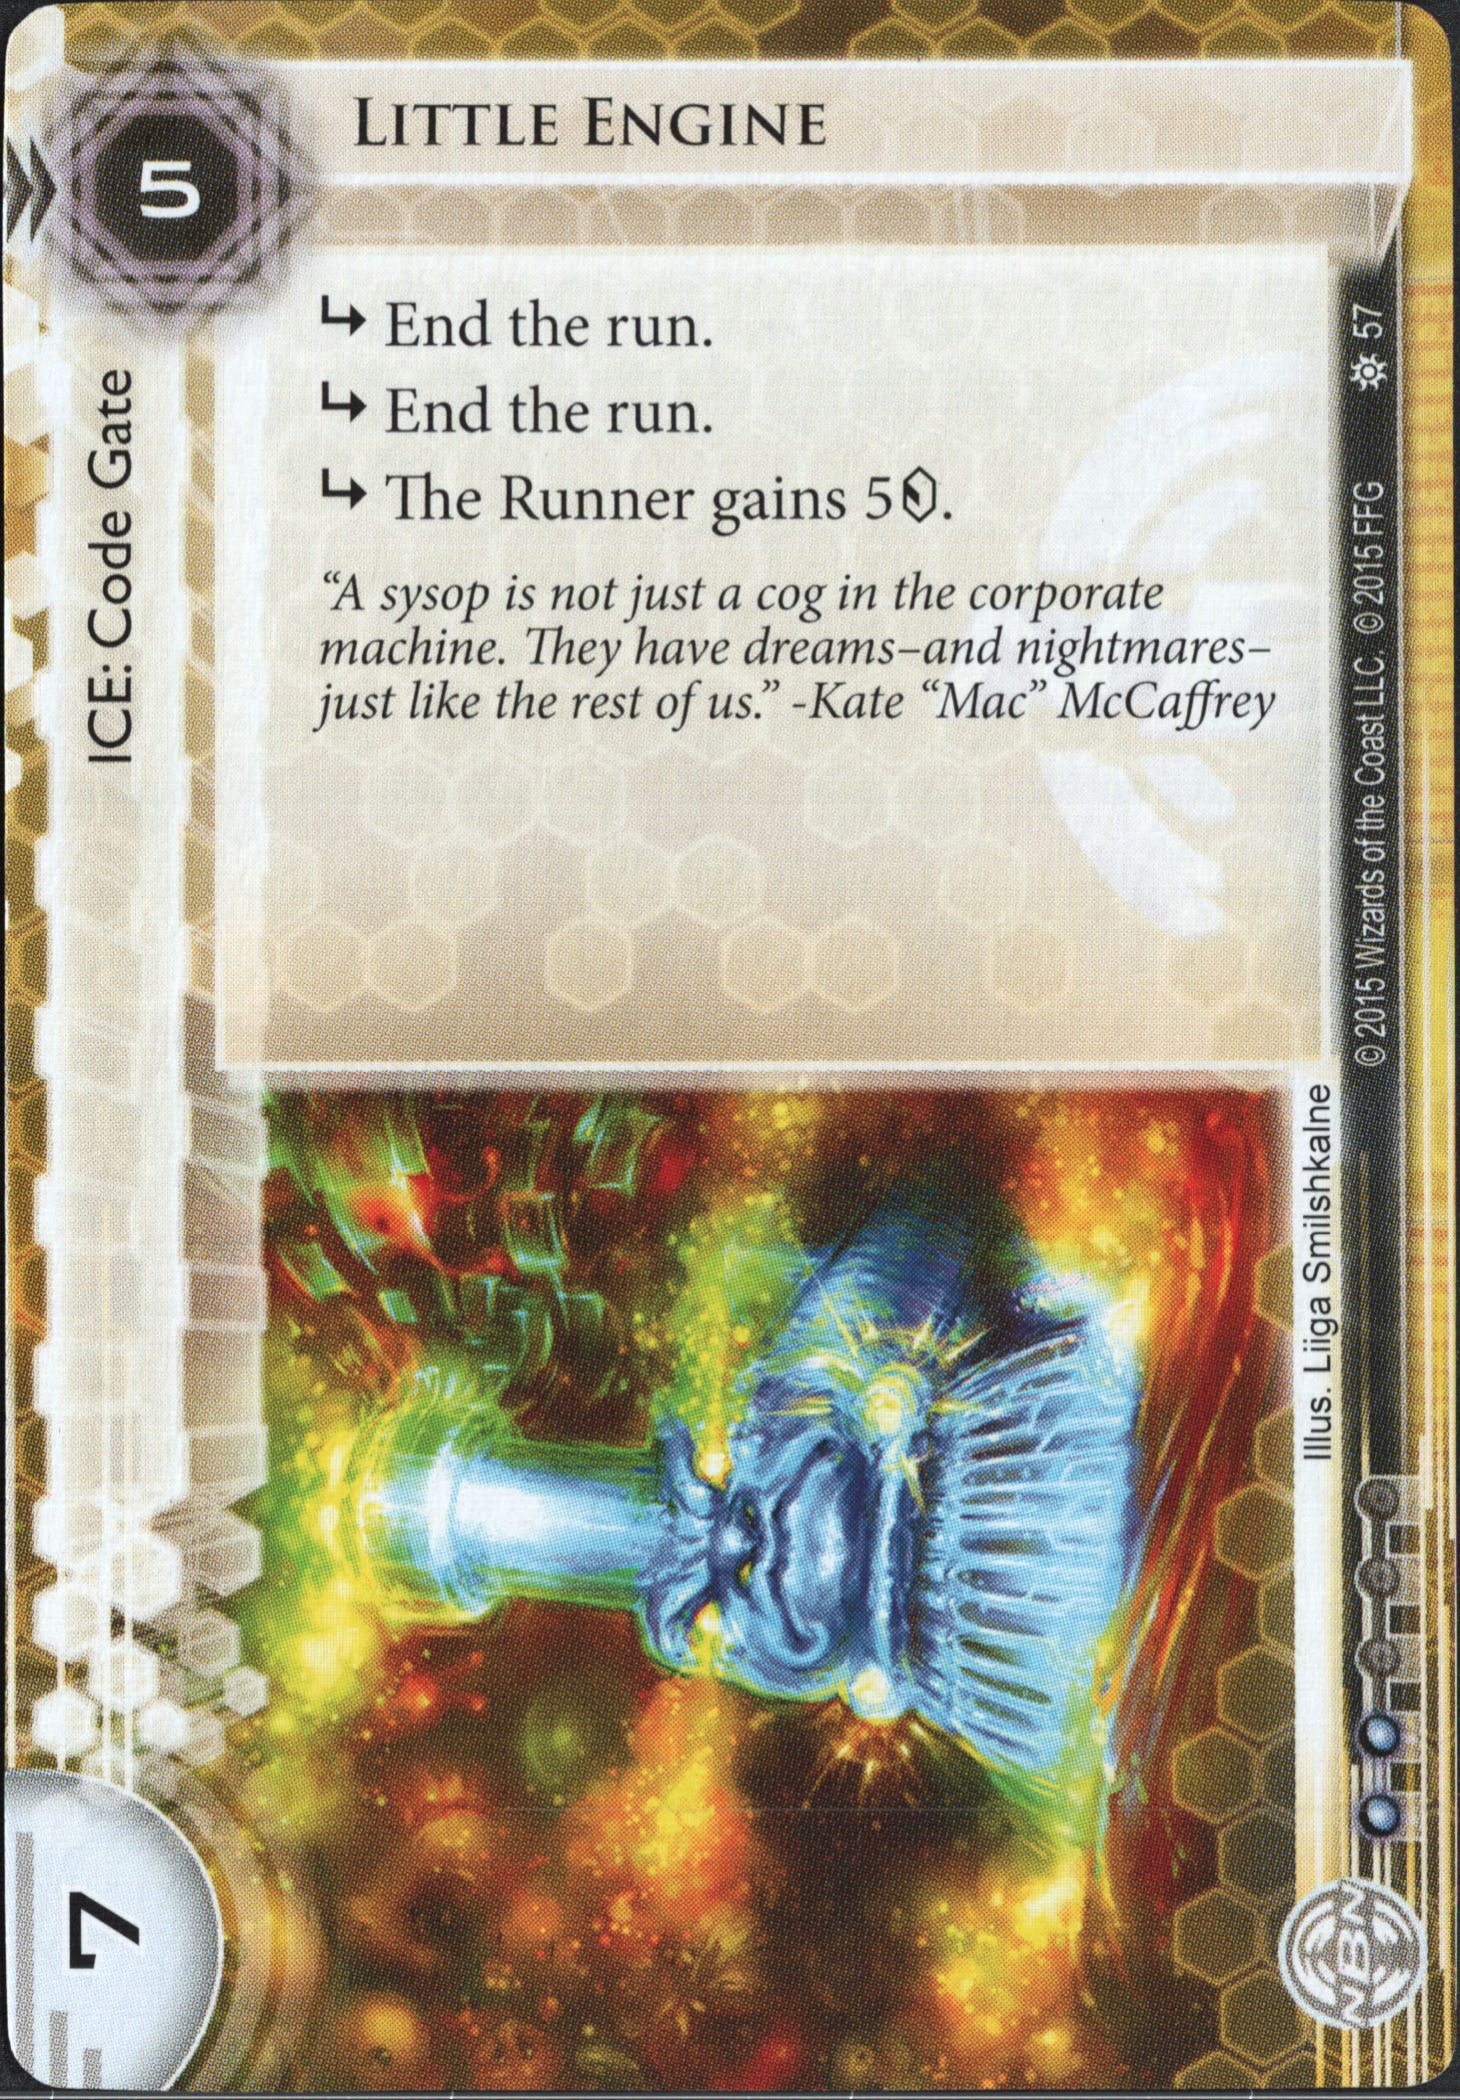 5
LITTLE ENGINE
End the run.
End the run.
The Runner gains 5.
“A sysop is not just a cog in the corporate
machine. They have dreams–and nightmares–
just like the rest of us.” -Kate “Mac” McCaffrey
ICE: Code Gate
7
Illus. Liiga Smilshkalne
© 2015 Wizards of the Coast LLC. © 2015 FFG
57
NBN